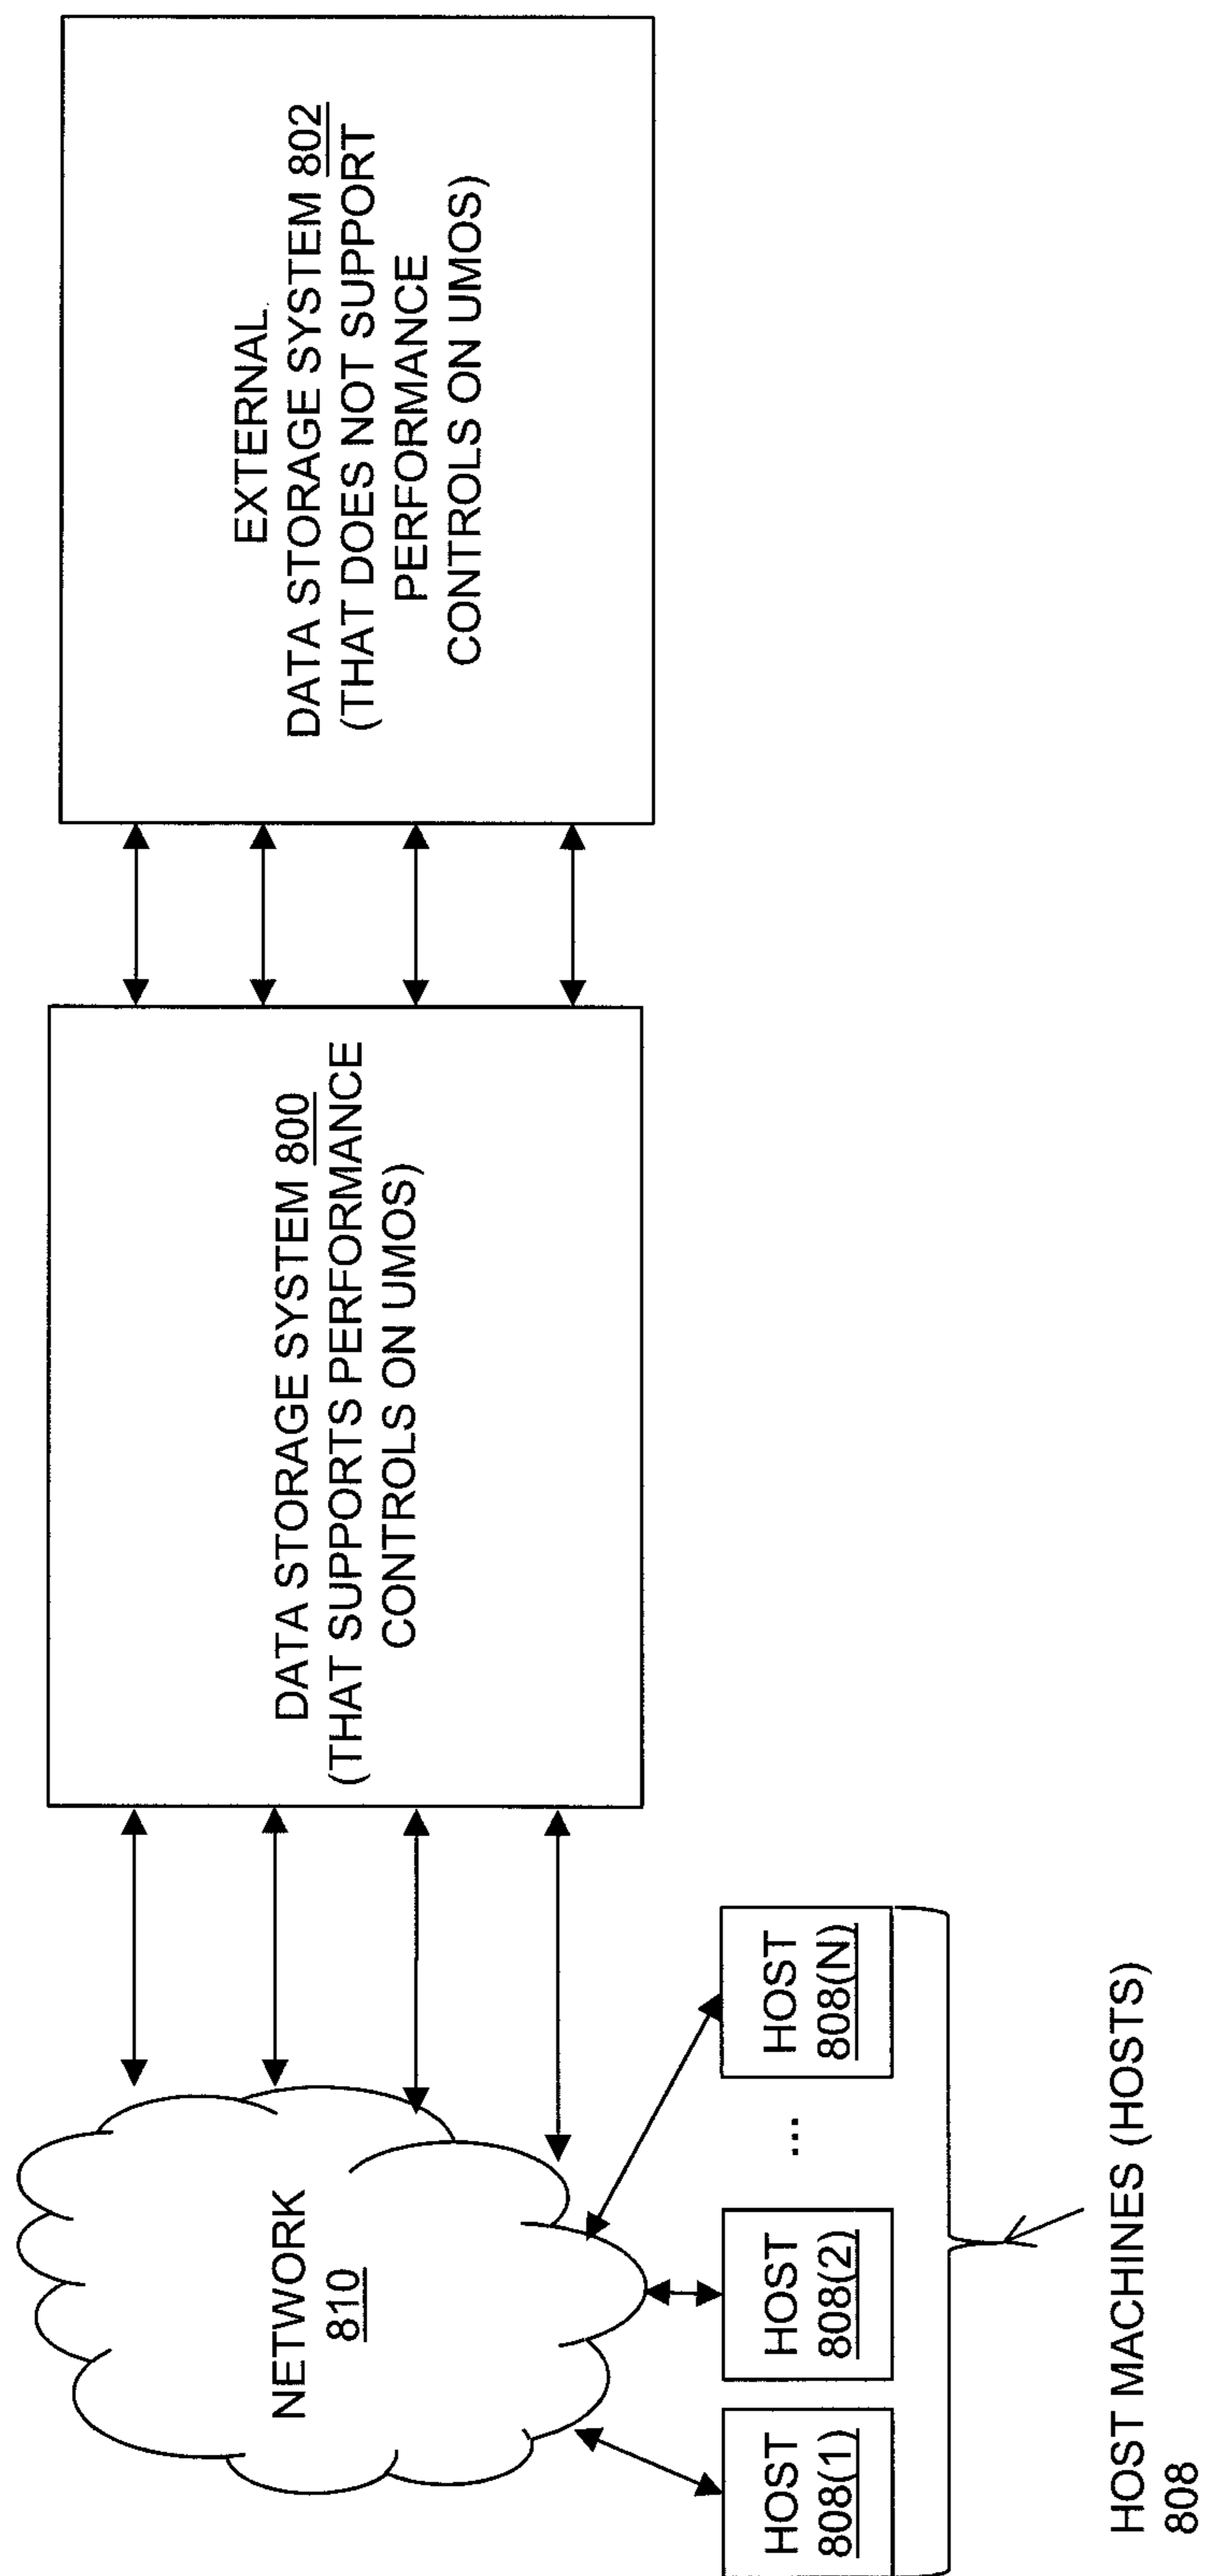 NETWORK
810
DATA STORAGE SYSTEM 800
(THAT SUPPORTS PERFORMANCE
CONTROLS ON UMOS)
EXTERNAL
DATA STORAGE SYSTEM 802
(THAT DOES NOT SUPPORT
PERFORMANCE
CONTROLS ON UMOS)
HOST
808(1)
HOST
808(2)
...
HOST
808(N)
HOST MACHINES (HOSTS)
808